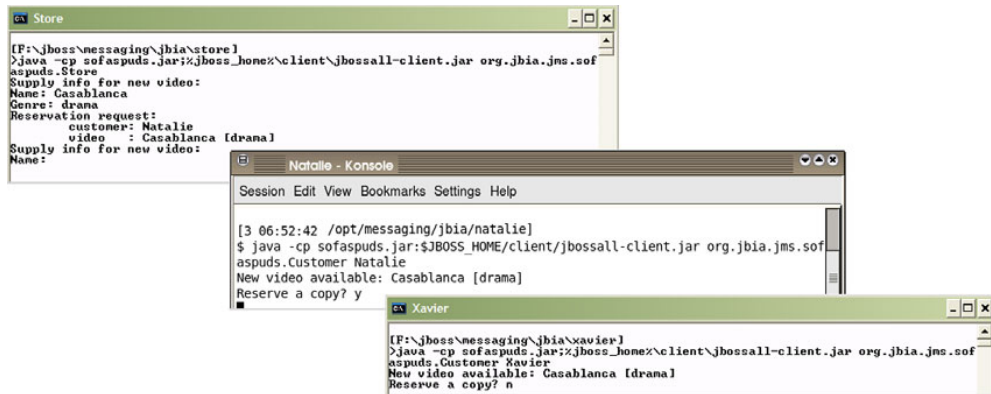 Store
[F:\jboss\messaging\jbia\store]
>java -cp sofaspuds.jar;%jboss_home%\client\jbossall-client.jar org.jbia.jms.sof
aspuds.Store
Supply info for new video:
Name: Casablanca
Genre: drama
Reservation request:
customer: Natalie
video : Casablanca [drama]
Supply info for new video:
Name:
Natalie - Konsole
Session Edit View Bookmarks Settings Help
[3 06:52:42 /opt/messaging/jbia/natalie]
$ java -cp sofaspuds.jar:$JBOSS_HOME/client/jbossall-client.jar org.jbia.jms.sof
aspuds.Customer Natalie
New video available: Casablanca [drama]
Reserve a copy? y
Xavier
[F:\jboss\messaging\jbia\xavier]
>java -cp sofaspuds.jar;%jboss_home%\client\jbossall-client.jar org.jbia.jms.sof
aspuds.Customer Xavier
New video available: Casablanca [drama]
Reserve a copy? n